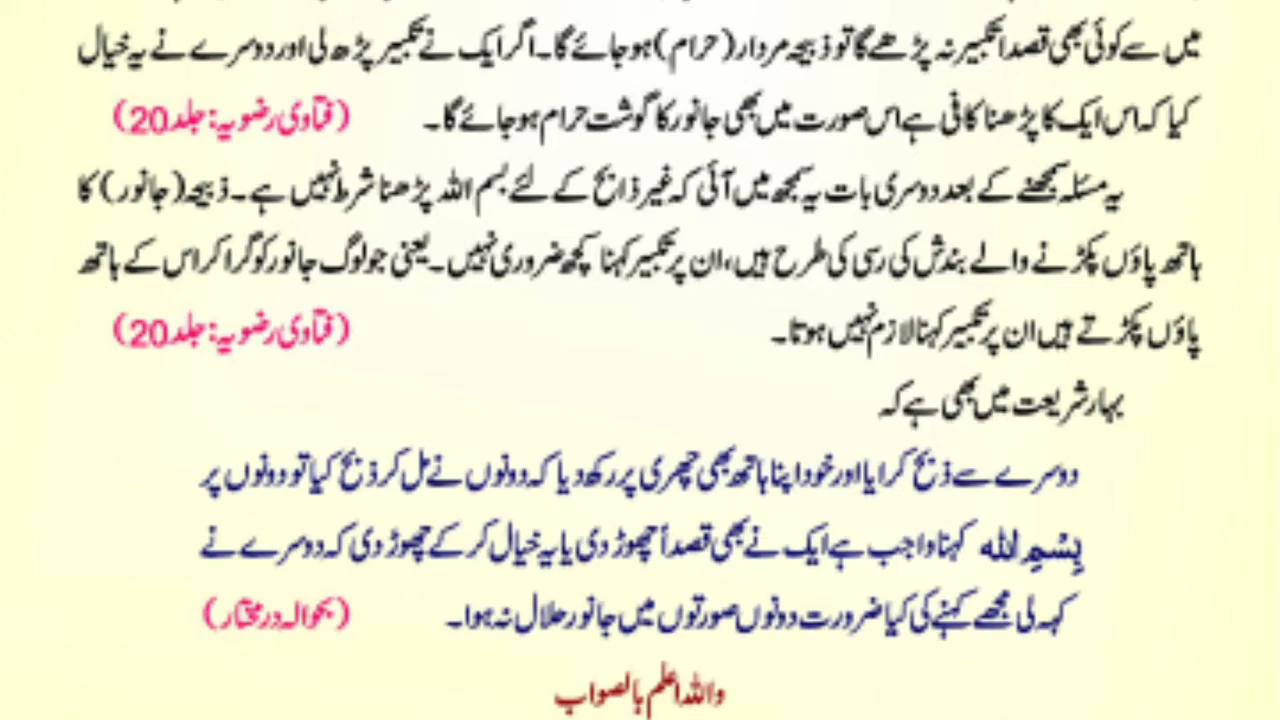 میں سے کوئی بھی قصداً تکبیر نہ پڑھے گا تو ذبیحہ مردار (حرام) ہو جائے گا۔ اگر ایک نے تکبیر پڑھ لی اور دوسرے نے یہ خیال
کیا کہ اس ایک کا پڑھنا کافی ہے اس صورت میں بھی جانور کا گوشت حرام ہو جائے گا۔ (فتاویٰ رضویہ: جلد 20)
یہ مسئلہ سمجھنے کے بعد دوسری بات یہ سمجھ میں آئی کہ غیر ذابح کے لئے بسم اللہ پڑھنا شرط نہیں ہے۔ ذبیحہ (جانور) کا
ہاتھ پاؤں پکڑنے والے بندش کی رسی کی طرح ہیں، ان پر تکبیر کہنا کچھ ضروری نہیں۔ یعنی جو لوگ جانور کو گرا کر اس کے ہاتھ
پاؤں پکڑتے ہیں ان پر تکبیر کہنا لازم نہیں ہوتا۔ (فتاویٰ رضویہ: جلد 20)
بہار شریعت میں بھی ہے کہ
دوسرے سے ذبح کرایا اور خود اپنا ہاتھ بھی چھری پر رکھ دیا کہ دونوں نے مل کر ذبح کیا تو دونوں پر
بِسْمِ اللہ کہنا واجب ہے ایک نے بھی قصداً چھوڑ دی یا یہ خیال کر کے چھوڑ دی کہ دوسرے نے
کہہ لی مجھے کہنے کی کیا ضرورت دونوں صورتوں میں جانور حلال نہ ہوا۔ (بحوالہ در مختار)
واللہ اعلم بالصواب